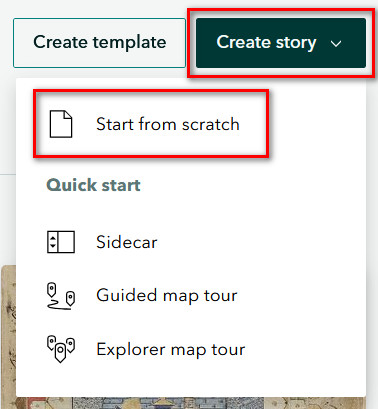 Create template
Create story
Start from scratch
Quick start
Sidecar
Guided map tour
Explorer map tour